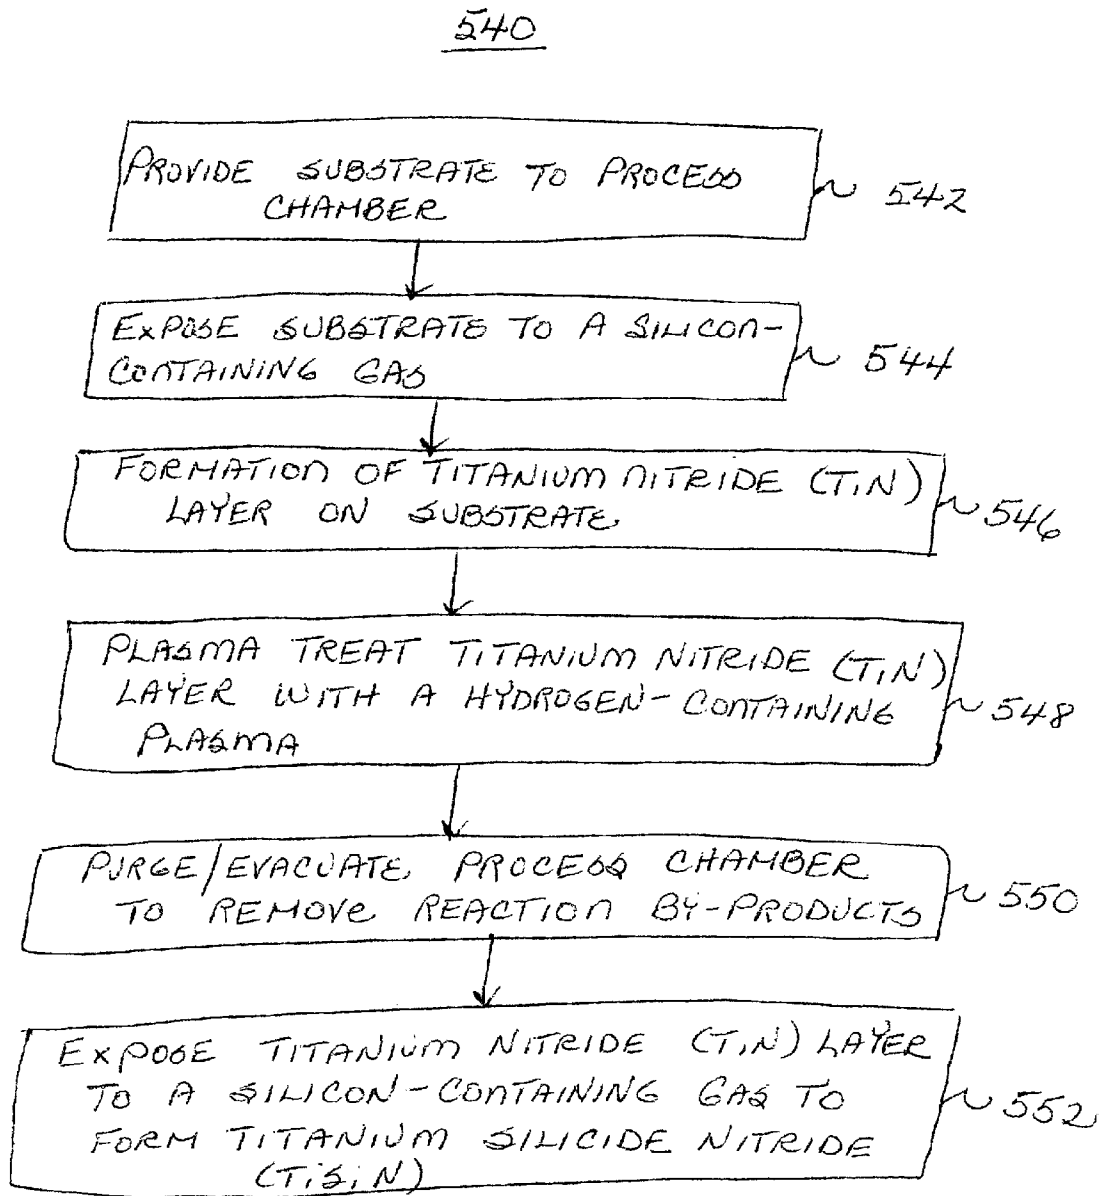 540
PROVIDE SUBSTRATE TO PROCESS
CHAMBER
542
EXPOSE SUBSTRATE TO A SILICON-
CONTAINING GAS
544
FORMATION OF TITANIUM NITRIDE (TiN)
LAYER ON SUBSTRATE
546
PLASMA TREAT TITANIUM NITRIDE (TiN)
LAYER WITH A HYDROGEN-CONTAINING
PLASMA
548
PURGE/EVACUATE PROCESS CHAMBER
TO REMOVE REACTION BY-PRODUCTS
550
EXPOSE TITANIUM NITRIDE (TiN) LAYER
TO A SILICON-CONTAINING GAS TO
FORM TITANIUM SILICIDE NITRIDE
(TiSiN)
552